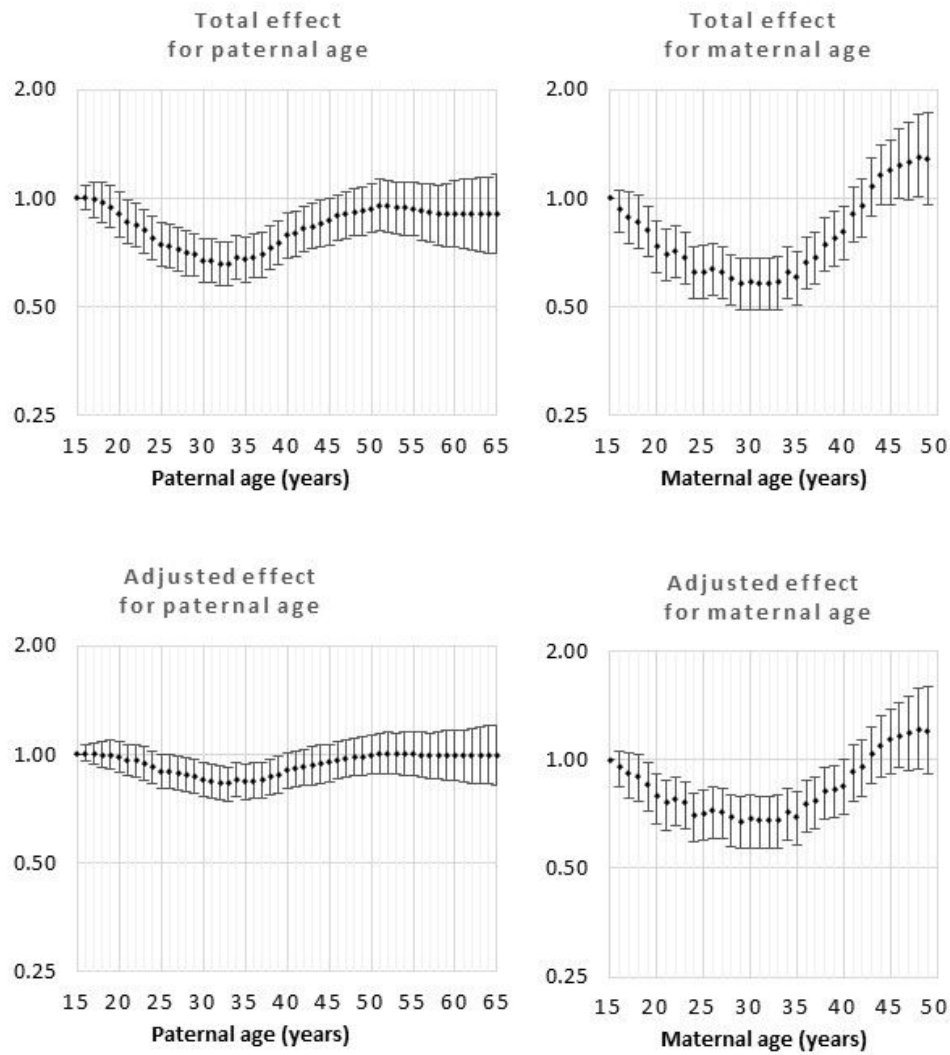 Total effect
for paternal age
2.00
1.00
0.50
0.25
15 20 25 30 35 40 45 50 55 60 65
Paternal age (years)
Total effect
for maternal age
2.00
1.00
0.50
0.25
15 20 25 30 35 40 45 50
Maternal age (years)
Adjusted effect
for paternal age
2.00
1.00
0.50
0.25
15 20 25 30 35 40 45 50 55 60 65
Paternal age (years)
Adjusted effect
for maternal age
2.00
1.00
0.50
0.25
15 20 25 30 35 40 45 50
Maternal age (years)